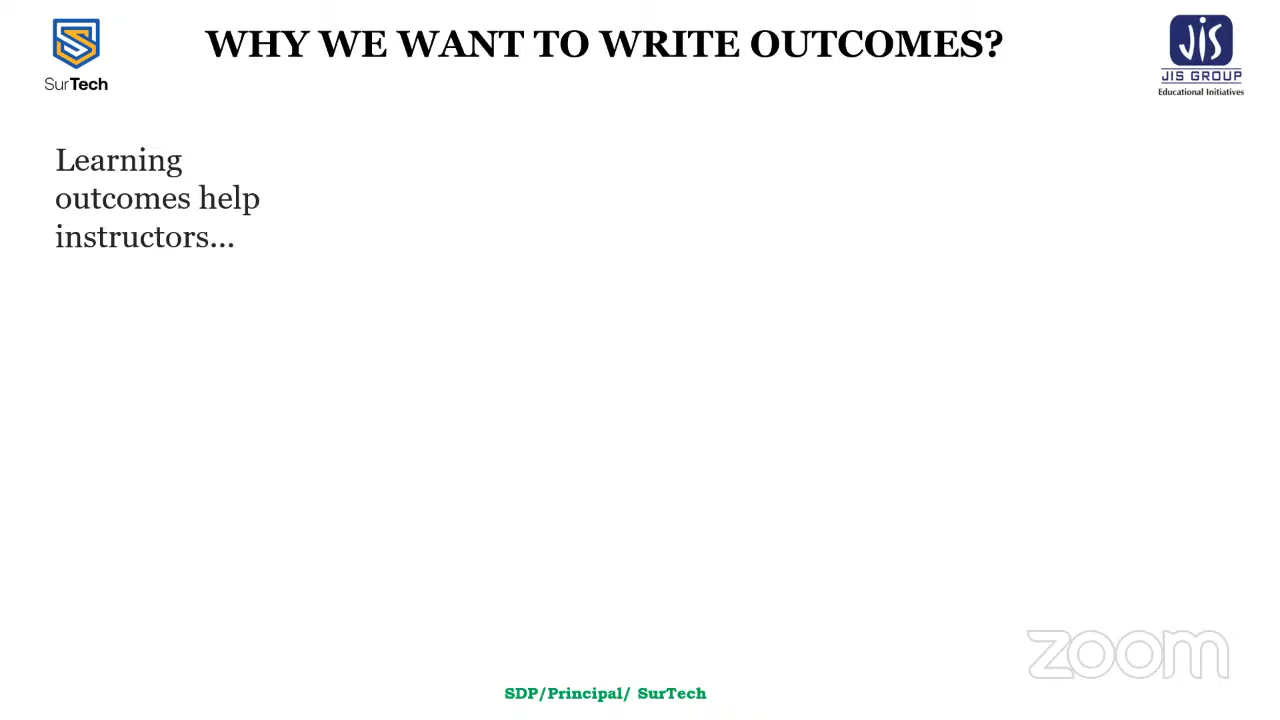 WHY WE WANT TO WRITE OUTCOMES?
SurTech
JIS
JIS GROUP
Educational Initiatives
Learning
outcomes help
instructors...
zoom
SDP/Principal/ SurTech